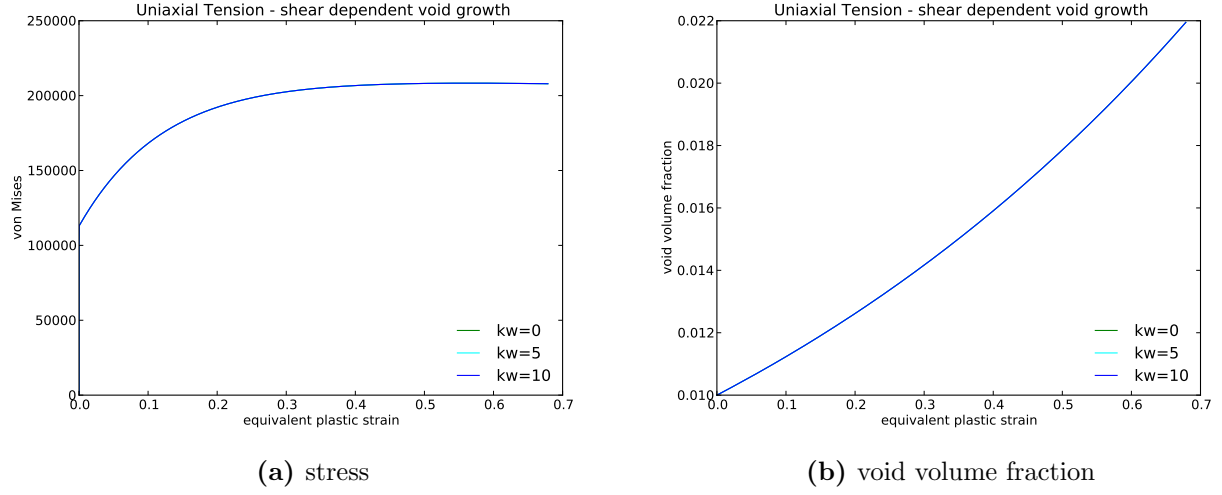 Uniaxial Tension - shear dependent void growth
250000
200000
150000
100000
50000
0
von Mises
kw=0
kw=5
kw=10
0.0 0.1 0.2 0.3 0.4 0.5 0.6 0.7
equivalent plastic strain
(a) stress
Uniaxial Tension - shear dependent void growth
0.022
0.020
0.018
0.016
0.014
0.012
0.010
void volume fraction
kw=0
kw=5
kw=10
0.0 0.1 0.2 0.3 0.4 0.5 0.6 0.7
equivalent plastic strain
(b) void volume fraction